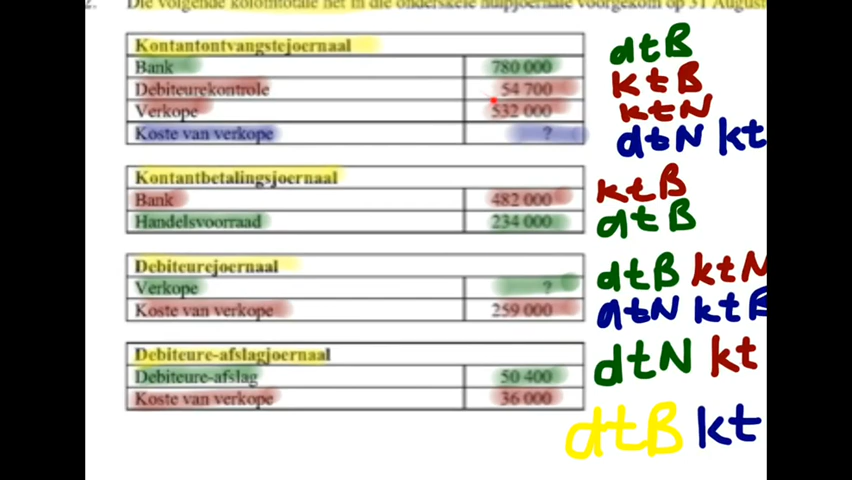 2. Die volgende kolomtotale het in die onderskeie hulpjoernale voorgekom op 31 August
Kontantontvangstejoernaal
Bank 780 000 dtB
Debiteurekontrole 54 700 ktB
Verkope 532 000 ktN
Koste van verkope ? dtN kt
Kontantbetalingsjoernaal
Bank 482 000 ktB
Handelsvoorraad 234 000 dtB
Debiteurejoernaal
Verkope ? dtB ktN
Koste van verkope 259 000 dtN ktB
Debiteure-afslagjoernaal
Debiteure-afslag 50 400 dtN kt
Koste van verkope 36 000
dtB kt